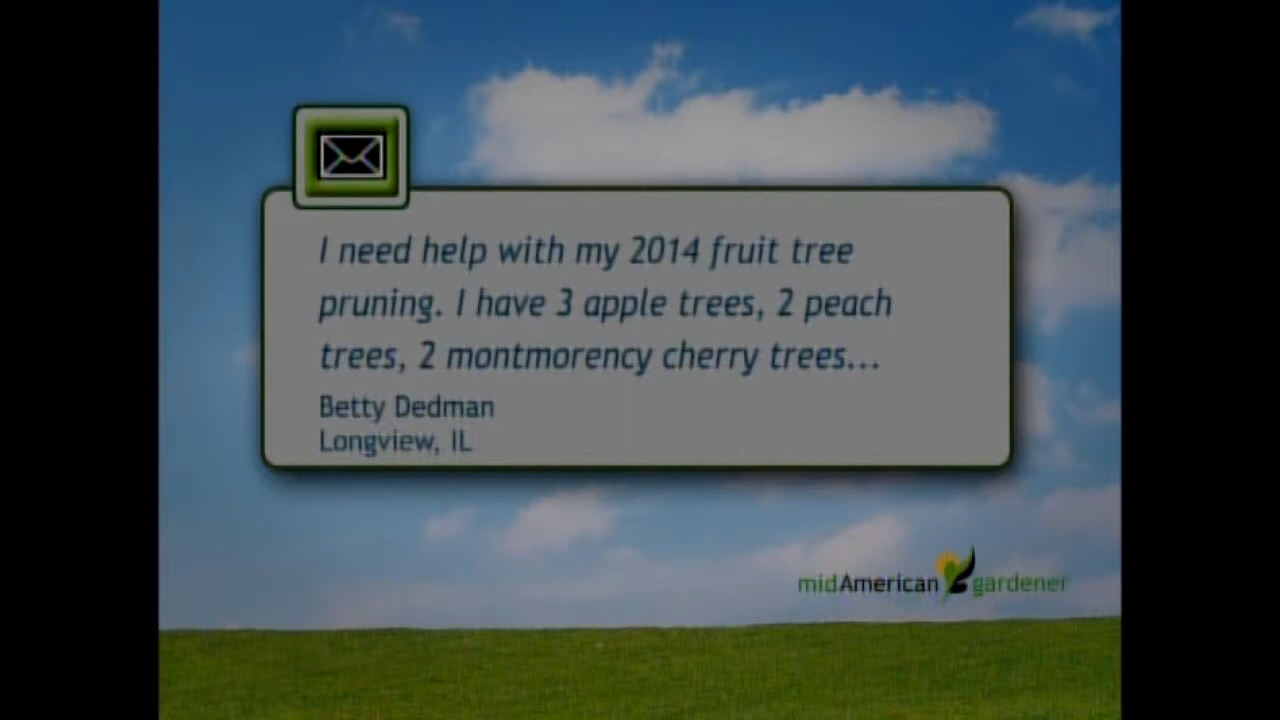 I need help with my 2014 fruit tree
pruning. I have 3 apple trees, 2 peach
trees, 2 montmorency cherry trees...
Betty Dedman
Longview, IL
midAmerican gardener